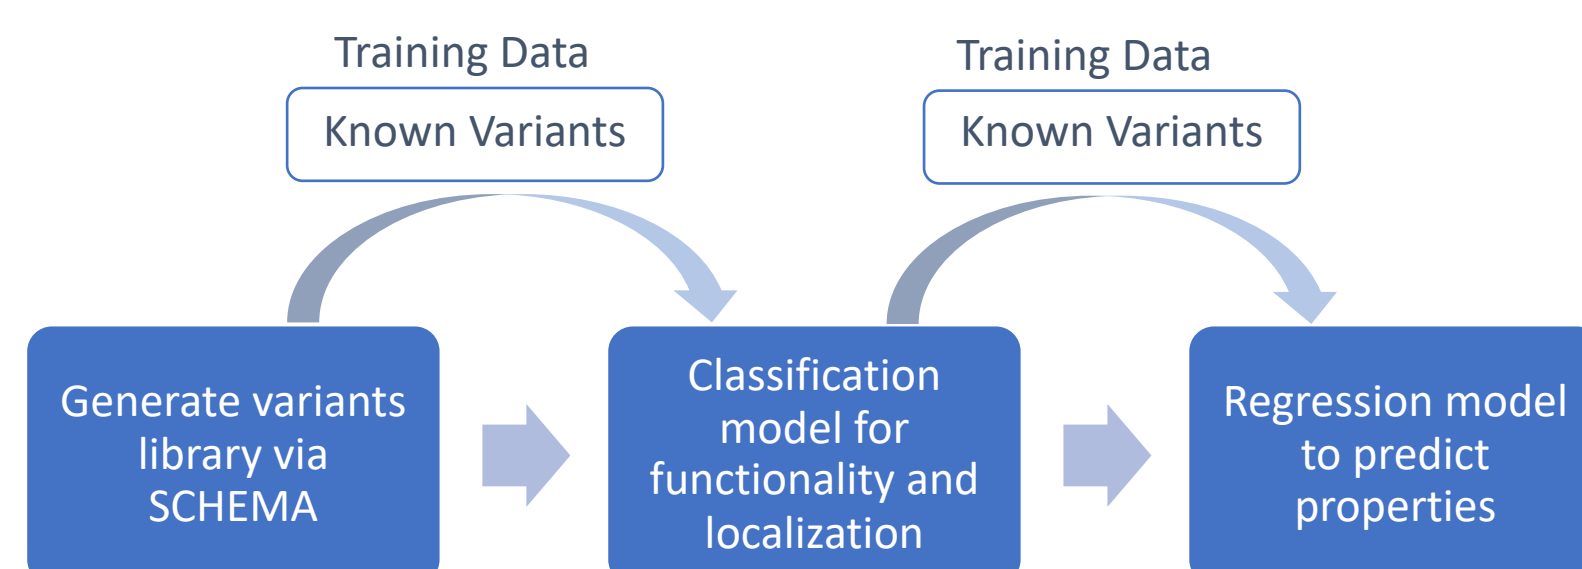 Training Data
Known Variants
Training Data
Known Variants
Generate variants
library via
SCHEMA
Classification
model for
functionality and
localization
Regression model
to predict
properties